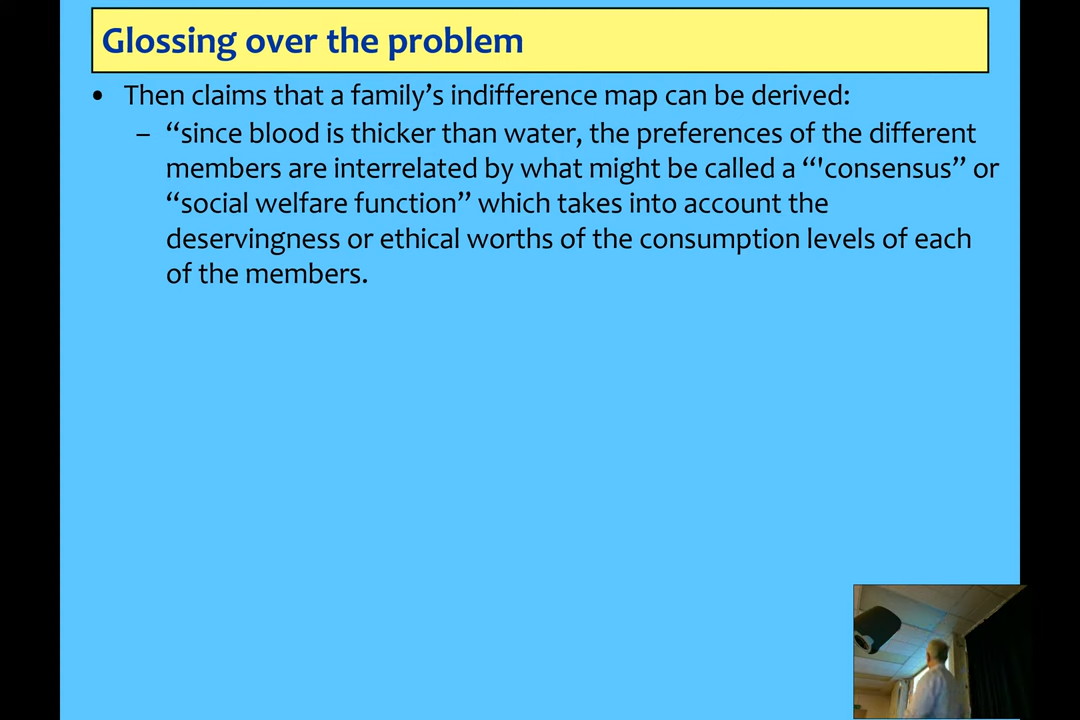 Glossing over the problem
• Then claims that a family’s indifference map can be derived:
– “since blood is thicker than water, the preferences of the different
members are interrelated by what might be called a “'consensus” or
“social welfare function” which takes into account the
deservingness or ethical worths of the consumption levels of each
of the members.